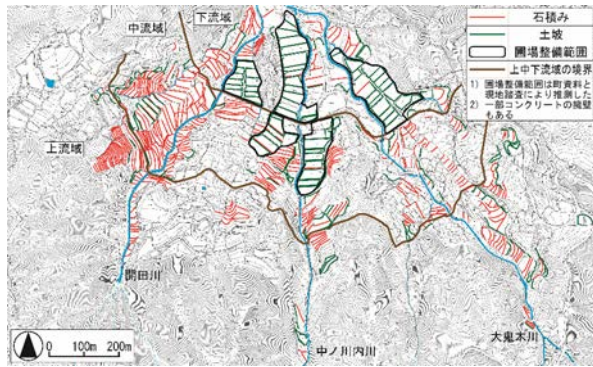 中流域
下流域
上流域
石積み
土坡
圃場整備範囲
上中下流域の境界
1) 圃場整備範囲は町資料と
現地踏査により推測した
2) 一部コンクリートの擁壁
もある
開田川
中ノ川内川
大鬼木川
0 100m 200m